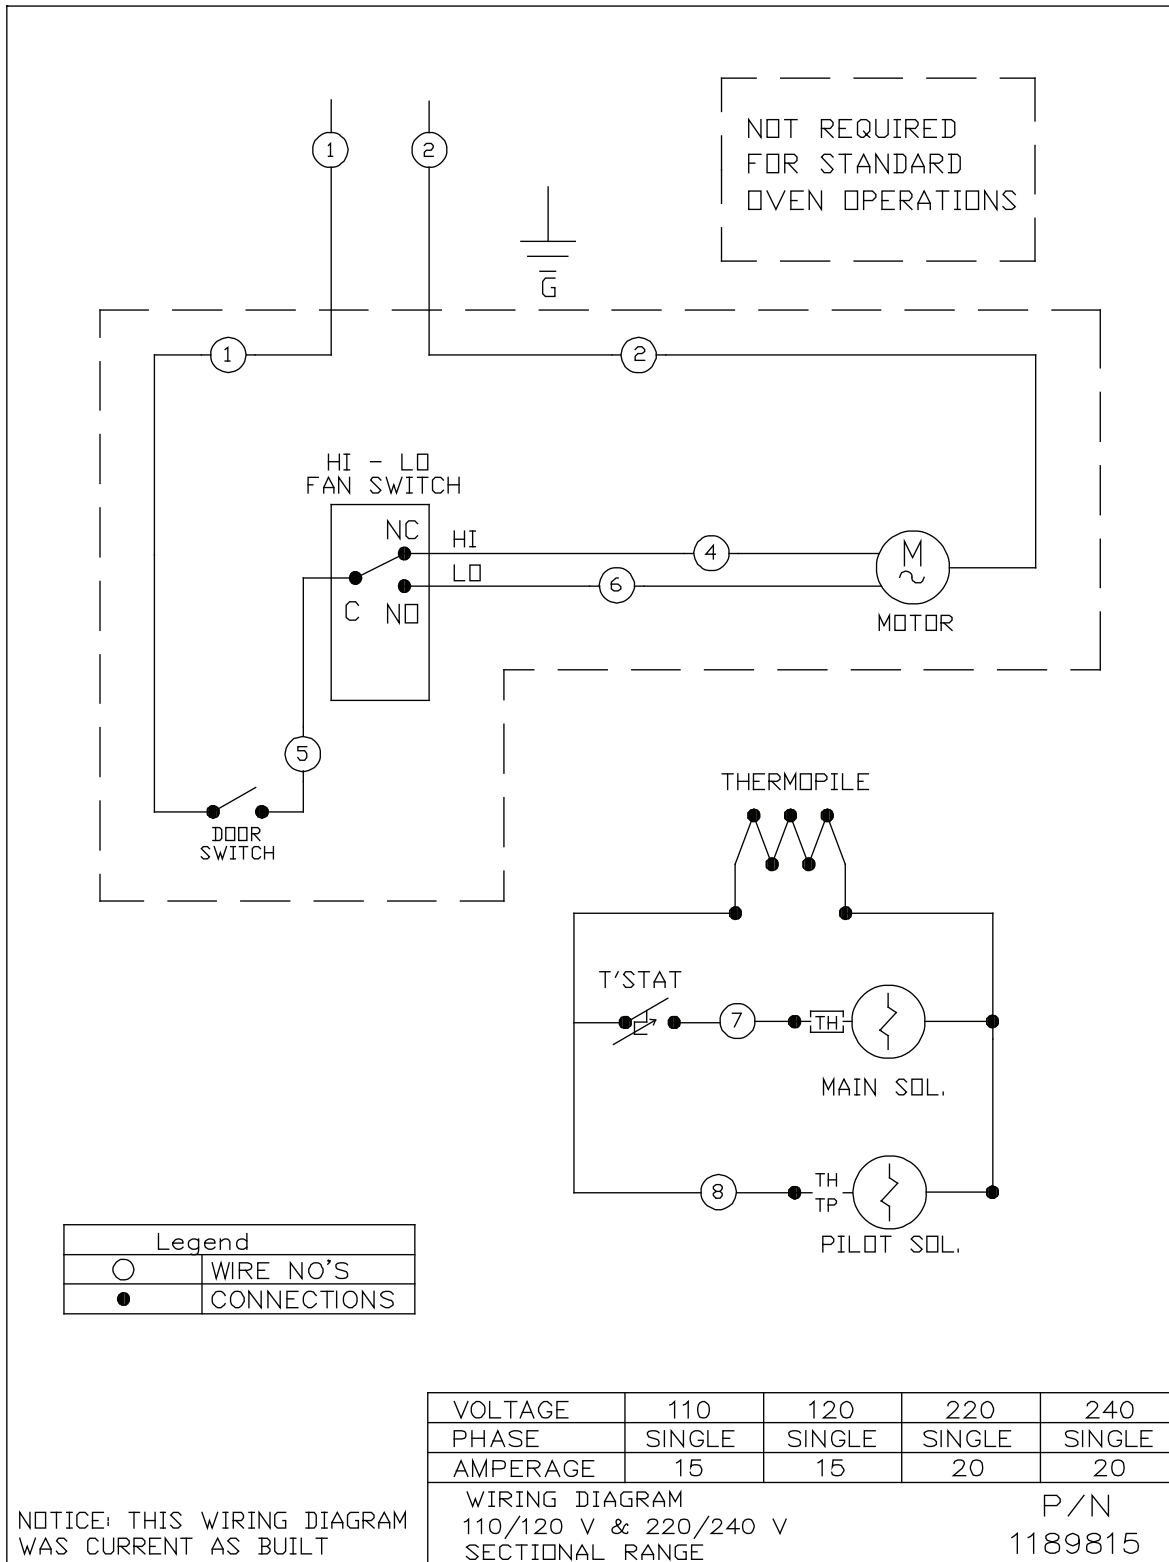 1
2
NOT REQUIRED
FOR STANDARD
OVEN OPERATIONS
G
1
2
HI - LO
FAN SWITCH
NC
HI
4
M
LO
6
C
NO
MOTOR
5
DOOR
SWITCH
THERMOPILE
T'STAT
7
TH
MAIN SOL.
8
TH
TP
PILOT SOL.
Legend
WIRE NO'S
CONNECTIONS
VOLTAGE 110 120 220 240
PHASE SINGLE SINGLE SINGLE SINGLE
AMPERAGE 15 15 20 20
WIRING DIAGRAM
110/120 V & 220/240 V
SECTIONAL RANGE
P/N
1189815
NOTICE: THIS WIRING DIAGRAM
WAS CURRENT AS BUILT